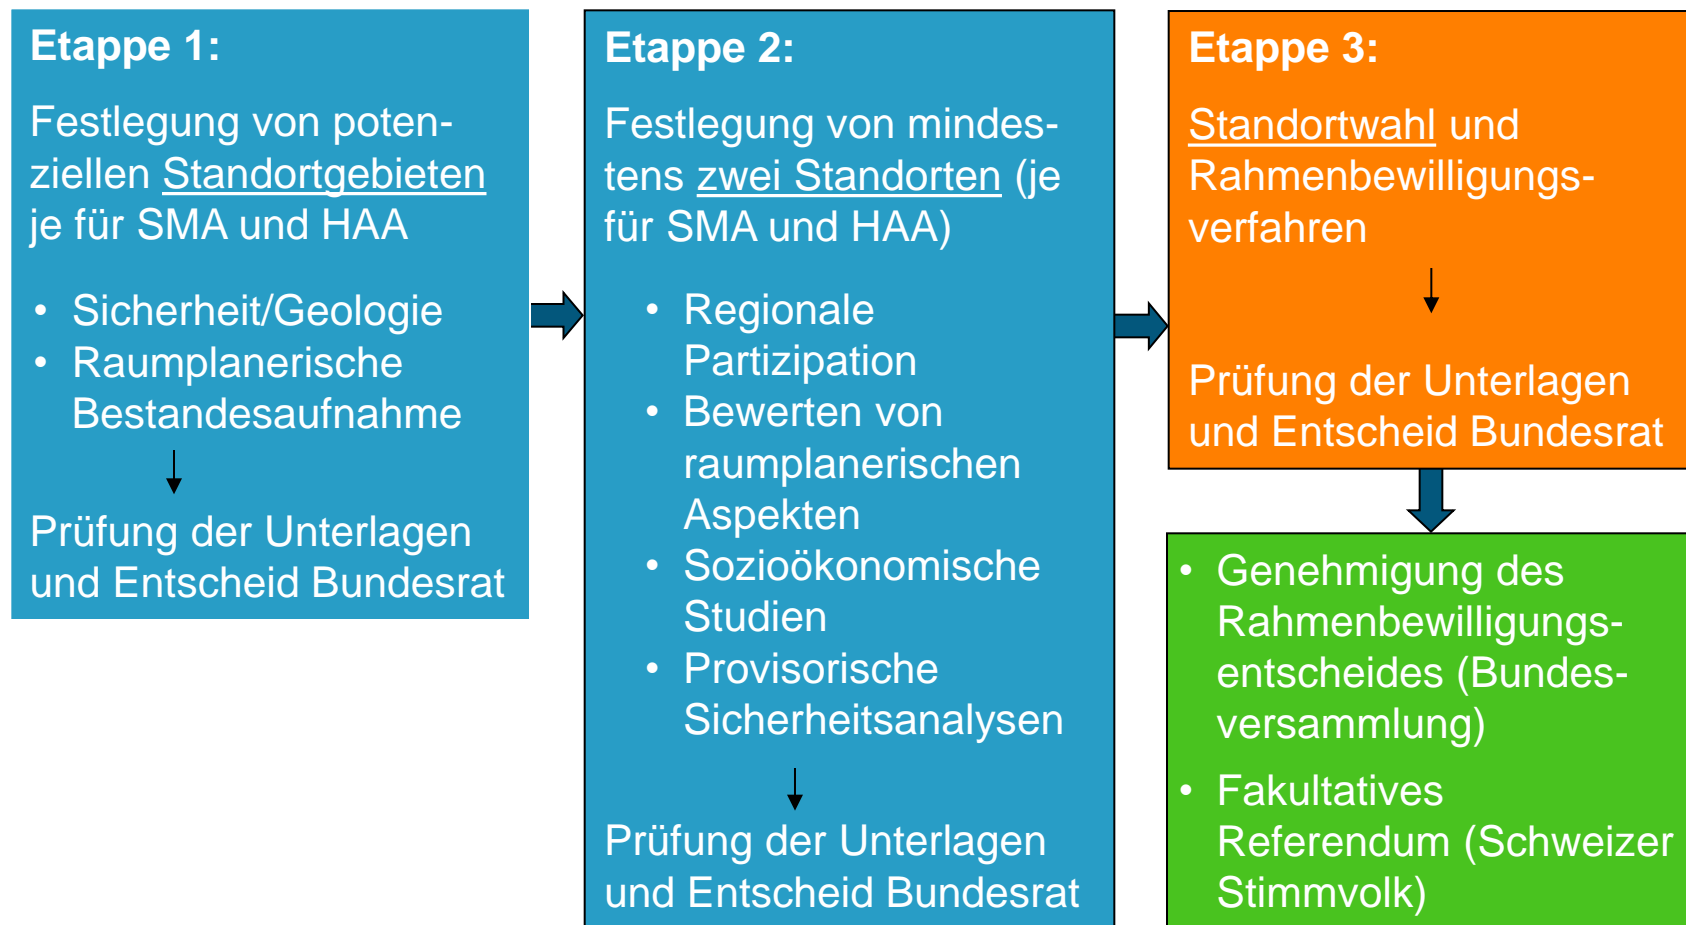 Etappe 1:
Festlegung von poten-
ziellen Standortgebieten
je für SMA und HAA
• Sicherheit/Geologie
• Raumplanerische
Bestandesaufnahme
Prüfung der Unterlagen
und Entscheid Bundesrat
Etappe 2:
Festlegung von mindes-
tens zwei Standorten (je
für SMA und HAA)
• Regionale
Partizipation
• Bewerten von
raumplanerischen
Aspekten
• Sozioökonomische
Studien
• Provisorische
Sicherheitsanalysen
Prüfung der Unterlagen
und Entscheid Bundesrat
Etappe 3:
Standortwahl und
Rahmenbewilligungs-
verfahren
Prüfung der Unterlagen
und Entscheid Bundesrat
• Genehmigung des
Rahmenbewilligungs-
entscheides (Bundes-
versammlung)
• Fakultatives
Referendum (Schweizer
Stimmvolk)